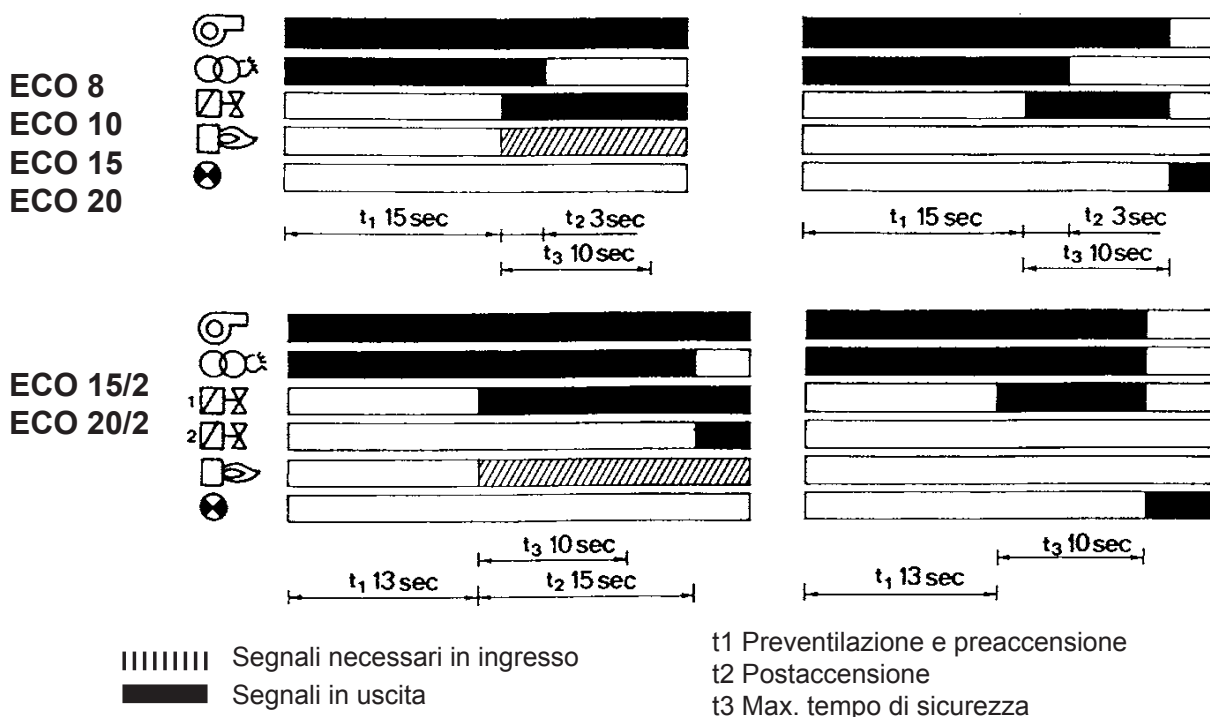 ECO 8
ECO 10
ECO 15
ECO 20
t1 15 sec
t2 3 sec
t3 10 sec
t1 15 sec
t2 3 sec
t3 10 sec
ECO 15/2
ECO 20/2
1
2
t3 10 sec
t1 13 sec
t2 15 sec
t3 10 sec
t1 13 sec
Segnali necessari in ingresso
Segnali in uscita
t1 Preventilazione e preaccensione
t2 Postaccensione
t3 Max. tempo di sicurezza